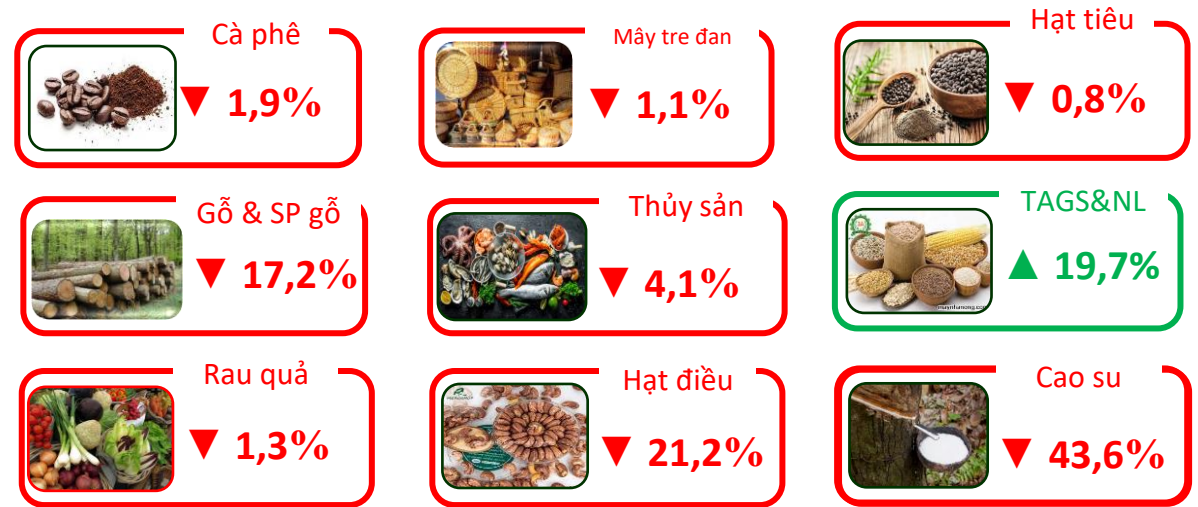 Cà phê
▼ 1,9%
Mây tre đan
▼ 1,1%
Hạt tiêu
▼ 0,8%
Gỗ & SP gỗ
▼ 17,2%
Thủy sản
▼ 4,1%
TAGS&NL
▲ 19,7%
Rau quả
▼ 1,3%
Hạt điều
▼ 21,2%
Cao su
▼ 43,6%